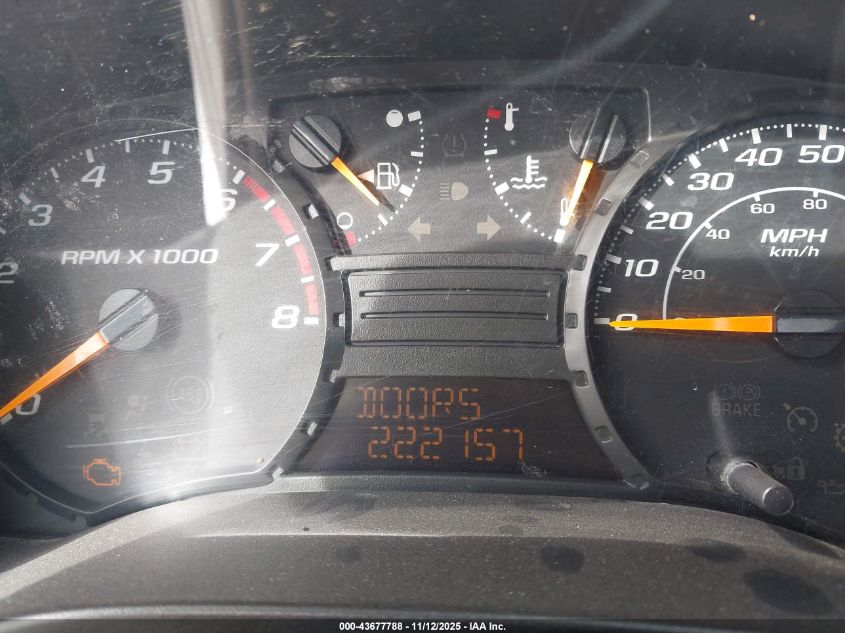 2 3 4 5 6 7 8
RPM X 1000
0
ABS
0 10 20 30 40 50
20 40 60 80
MPH
km/h
BRAKE
DOORS
222157
000-43677788 - 11/12/2025 - IAA Inc.